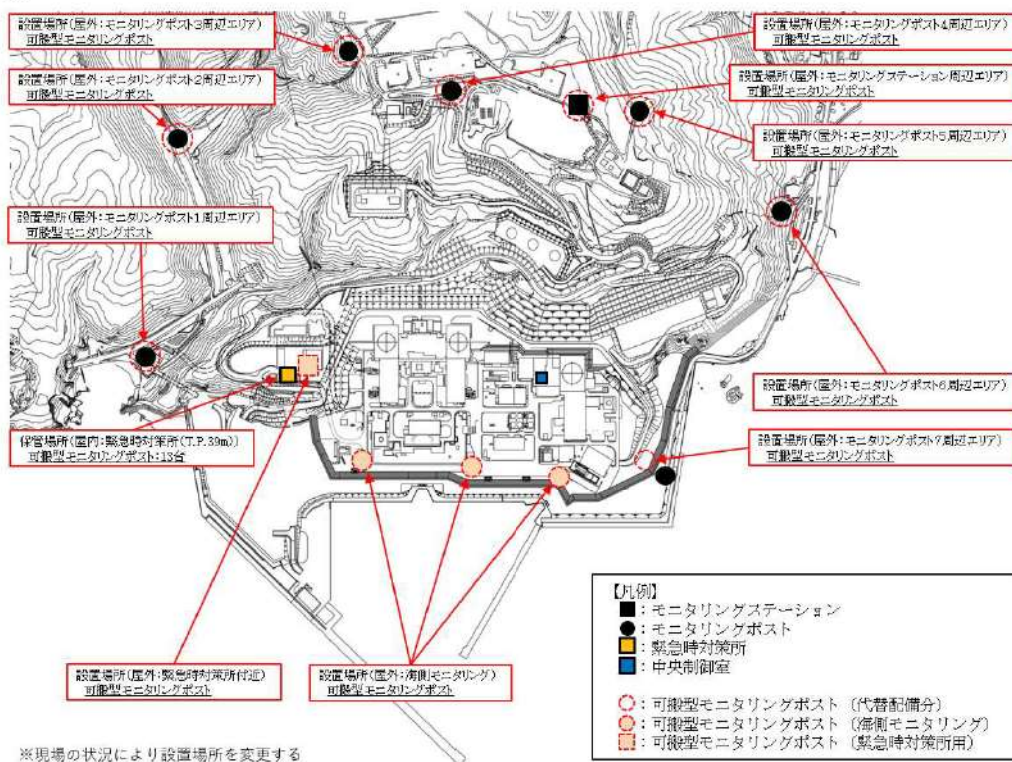 設置場所(屋外:モニタリングポスト3周辺エリア)
可搬型モニタリングポスト
設置場所(屋外:モニタリングポスト4周辺エリア)
可搬型モニタリングポスト
設置場所(屋外:モニタリングポスト2周辺エリア)
可搬型モニタリングポスト
設置場所(屋外:モニタリングステーション周辺エリア)
可搬型モニタリングポスト
設置場所(屋外:モニタリングポスト5周辺エリア)
可搬型モニタリングポスト
設置場所(屋外:モニタリングポスト1周辺エリア)
可搬型モニタリングポスト
設置場所(屋外:モニタリングポスト6周辺エリア)
可搬型モニタリングポスト
保管場所(屋内:緊急時対策所(T.P.39m))
可搬型モニタリングポスト:13台
設置場所(屋外:モニタリングポスト7周辺エリア)
可搬型モニタリングポスト
設置場所(屋外:緊急時対策所付近)
可搬型モニタリングポスト
設置場所(屋外:海側モニタリング)
可搬型モニタリングポスト
【凡例】
■:モニタリングステーション
●:モニタリングポスト
:緊急時対策所
:中央制御室
:可搬型モニタリングポスト(代替配備分)
:可搬型モニタリングポスト(海側モニタリング)
:可搬型モニタリングポスト(緊急時対策所用)
※現場の状況により設置場所を変更する